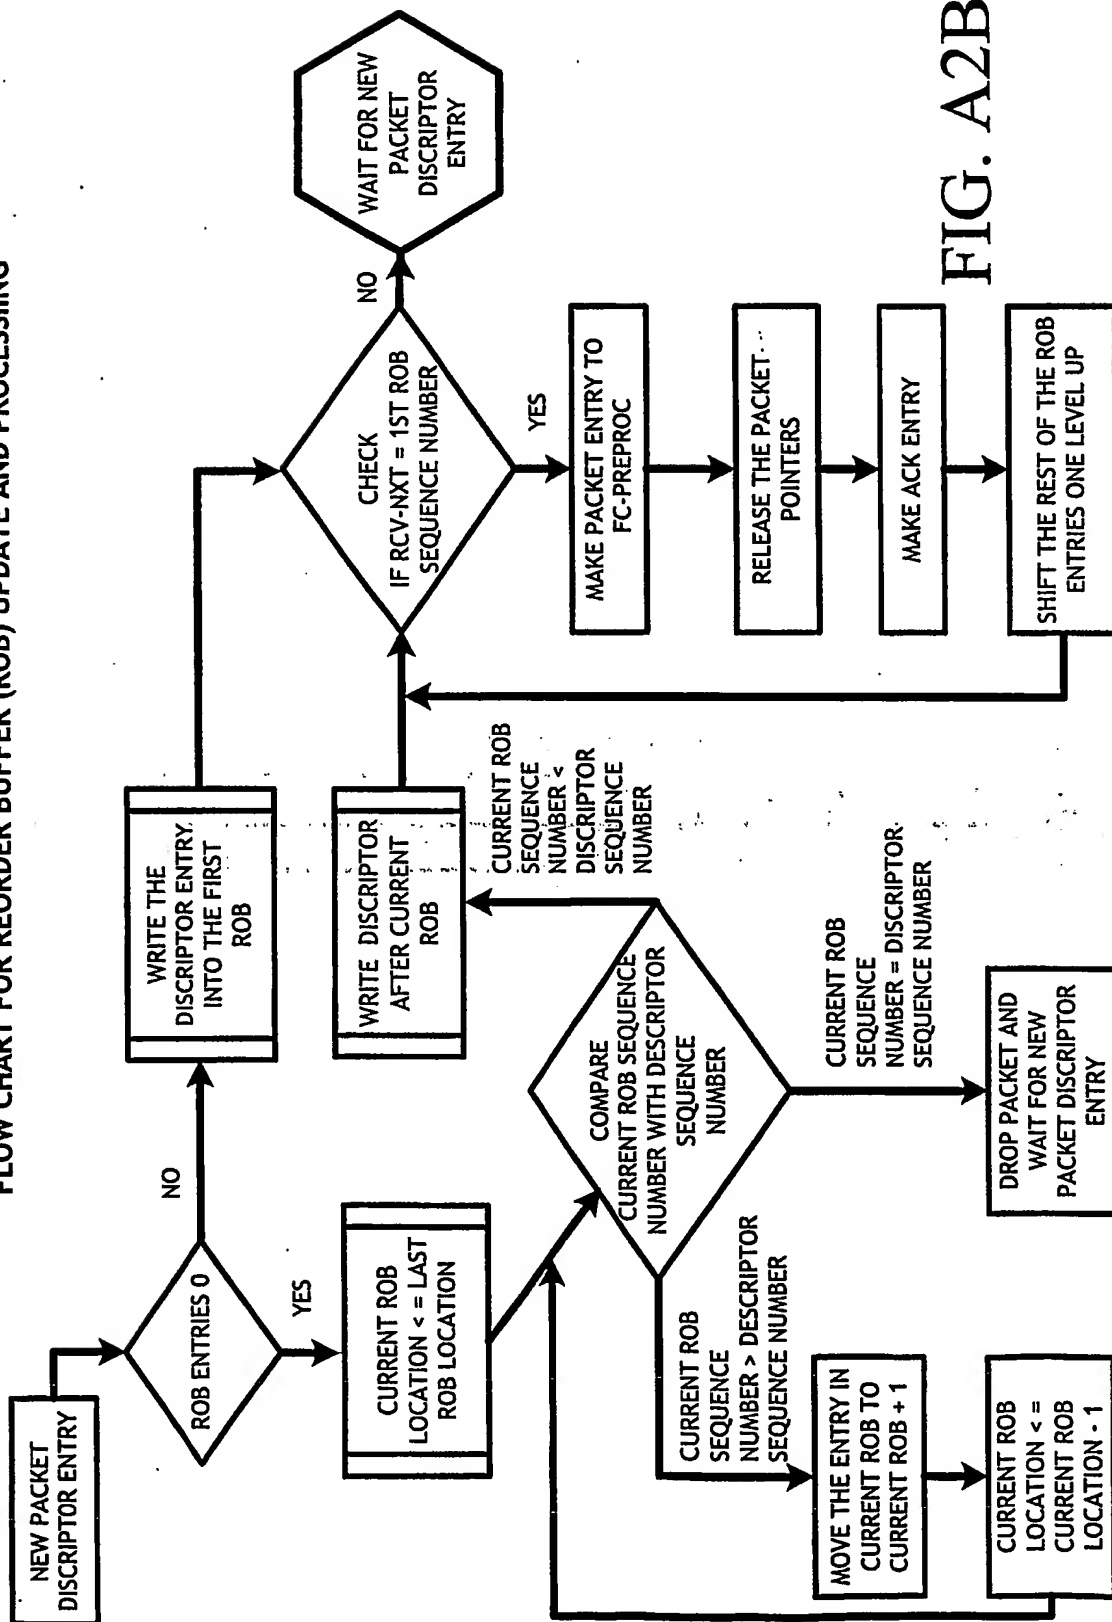 FLOW CHART FOR REORDER BUFFER (ROB) UPDATE AND PROCESSIING
NEW PACKET
DISCRIPTOR ENTRY
ROB ENTRIES 0
NO
YES
WRITE THE
DISCRIPTOR ENTRY
INTO THE FIRST
ROB
CURRENT ROB
LOCATION < = LAST
ROB LOCATION
WRITE DISCRIPTOR
AFTER CURRENT
ROB
CHECK
IF RCV-NXT = 1ST ROB
SEQUENCE NUMBER
NO
WAIT FOR NEW
PACKET
DISCRIPTOR
ENTRY
YES
MAKE PACKET ENTRY TO
FC-PREPROC
RELEASE THE PACKET
POINTERS
MAKE ACK ENTRY
SHIFT THE REST OF THE ROB
ENTRIES ONE LEVEL UP
CURRENT ROB
SEQUENCE
NUMBER <
DISCRIPTOR
SEQUENCE
NUMBER
COMPARE
CURRENT ROB SEQUENCE
NUMBER WITH DESCRIPTOR
SEQUENCE
NUMBER
CURRENT ROB
SEQUENCE
NUMBER > DESCRIPTOR
SEQUENCE NUMBER
CURRENT ROB
SEQUENCE
NUMBER = DISCRIPTOR
SEQUENCE NUMBER
MOVE THE ENTRY IN
CURRENT ROB TO
CURRENT ROB + 1
CURRENT ROB
LOCATION < =
CURRENT ROB
LOCATION - 1
DROP PACKET AND
WAIT FOR NEW
PACKET DISCRIPTOR
ENTRY
FIG. A2B